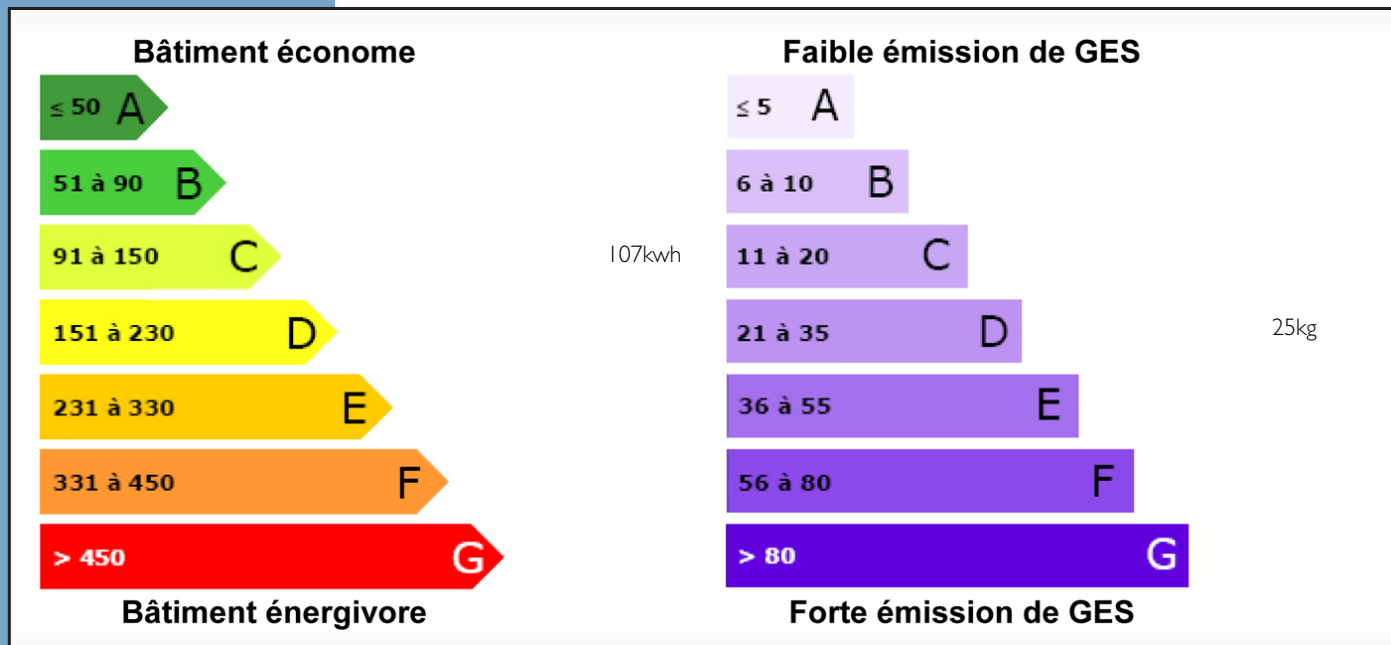 Bâtiment économe
≤ 50 A
51 à 90 B
91 à 150 C
107kwh
151 à 230 D
231 à 330 E
331 à 450 F
> 450 G
Bâtiment énergivore
Faible émission de GES
≤ 5 A
6 à 10 B
11 à 20 C
21 à 35 D
25kg
36 à 55 E
56 à 80 F
> 80 G
Forte émission de GES